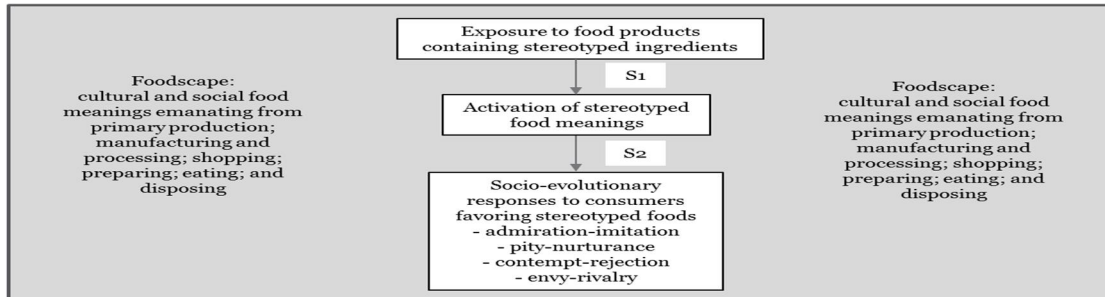 Exposure to food products
containing stereotyped ingredients
S1
Foodscape:
cultural and social food
meanings emanating from
primary production;
manufacturing and
processing; shopping;
preparing; eating; and
disposing
Activation of stereotyped
food meanings
S2
Socio-evolutionary
responses to consumers
favoring stereotyped foods
- admiration-imitation
- pity-nurturance
- contempt-rejection
- envy-rivalry
Foodscape:
cultural and social food
meanings emanating from
primary production;
manufacturing and
processing; shopping;
preparing; eating; and
disposing